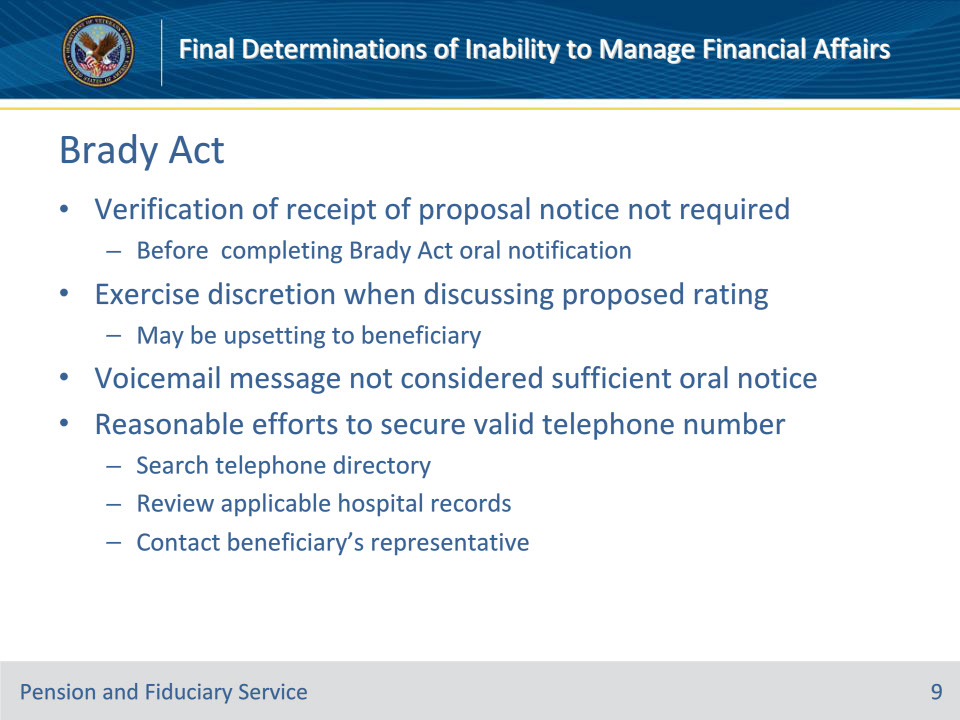 Final Determinations of Inability to Manage Financial Affairs
Brady Act
• Verification of receipt of proposal notice not required
– Before  completing Brady Act oral notification
• Exercise discretion when discussing proposed rating
– May be upsetting to beneficiary
• Voicemail message not considered sufficient oral notice
• Reasonable efforts to secure valid telephone number
– Search telephone directory
– Review applicable hospital records
– Contact beneficiary’s representative
Pension and Fiduciary Service
9